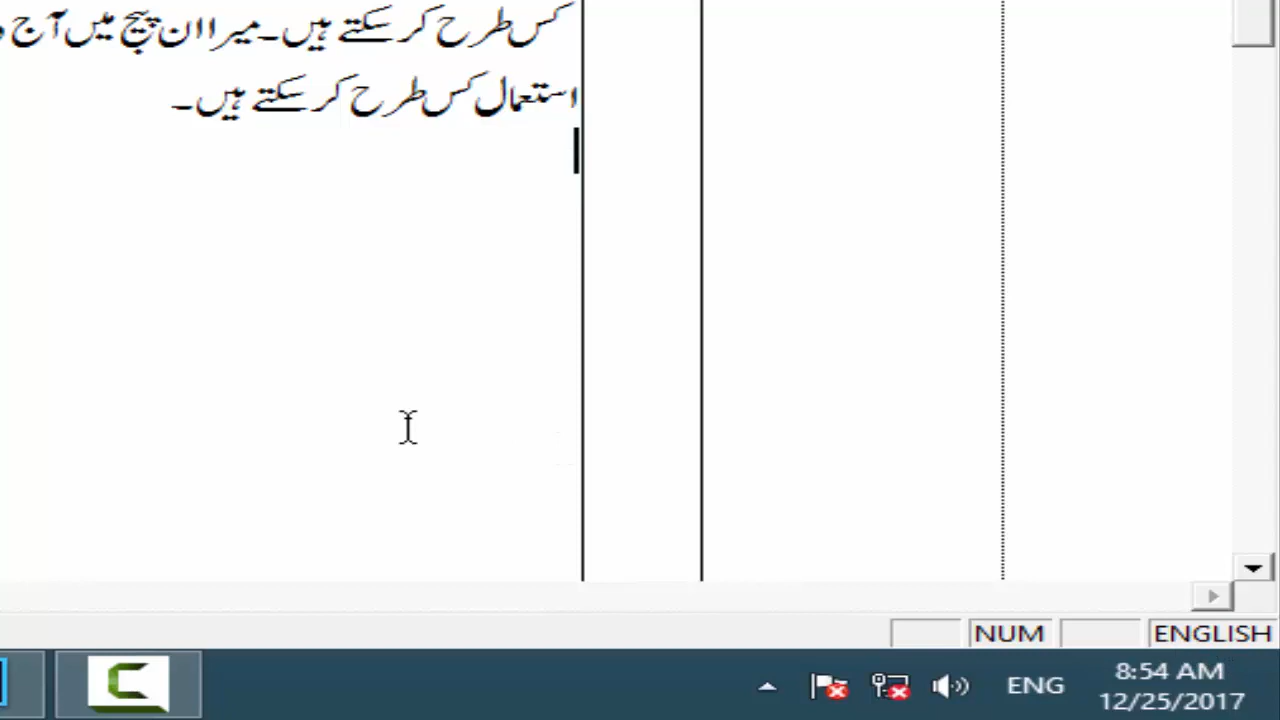 کس طرح کر سکتے ہیں۔ میرا ان پیج میں آج
استعمال کس طرح کر سکتے ہیں۔
NUM
ENGLISH
ENG
8:54 AM
12/25/2017